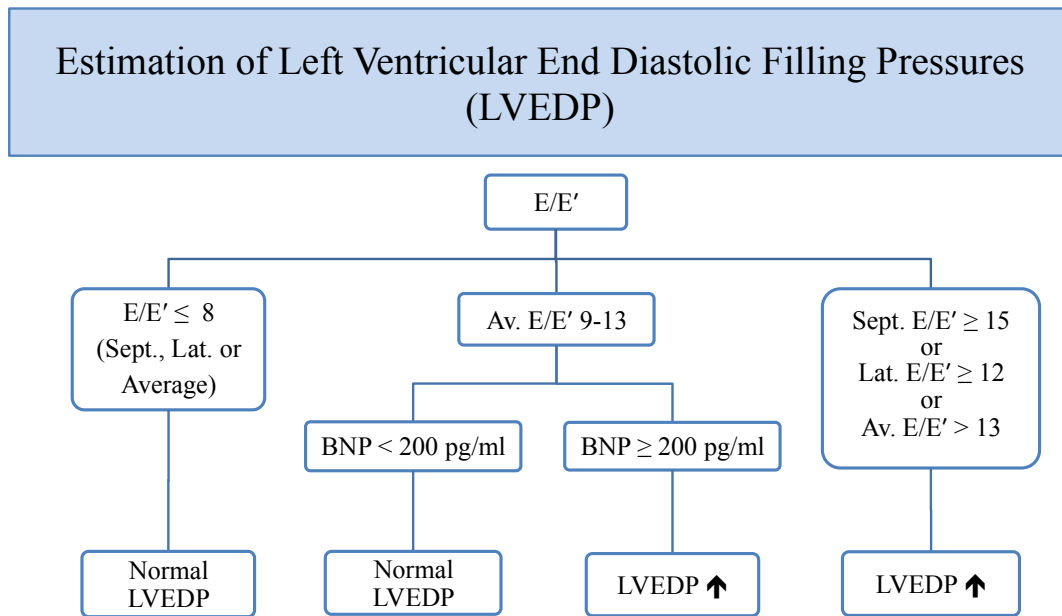 Estimation of Left Ventricular End Diastolic Filling Pressures
(LVEDP)
E/E′
E/E′ ≤ 8
(Sept., Lat. or
Average)
Av. E/E′ 9-13
Sept. E/E′ ≥ 15
or
Lat. E/E′ ≥ 12
or
Av. E/E′ > 13
BNP < 200 pg/ml
BNP ≥ 200 pg/ml
Normal
LVEDP
Normal
LVEDP
LVEDP 🡹
LVEDP 🡹